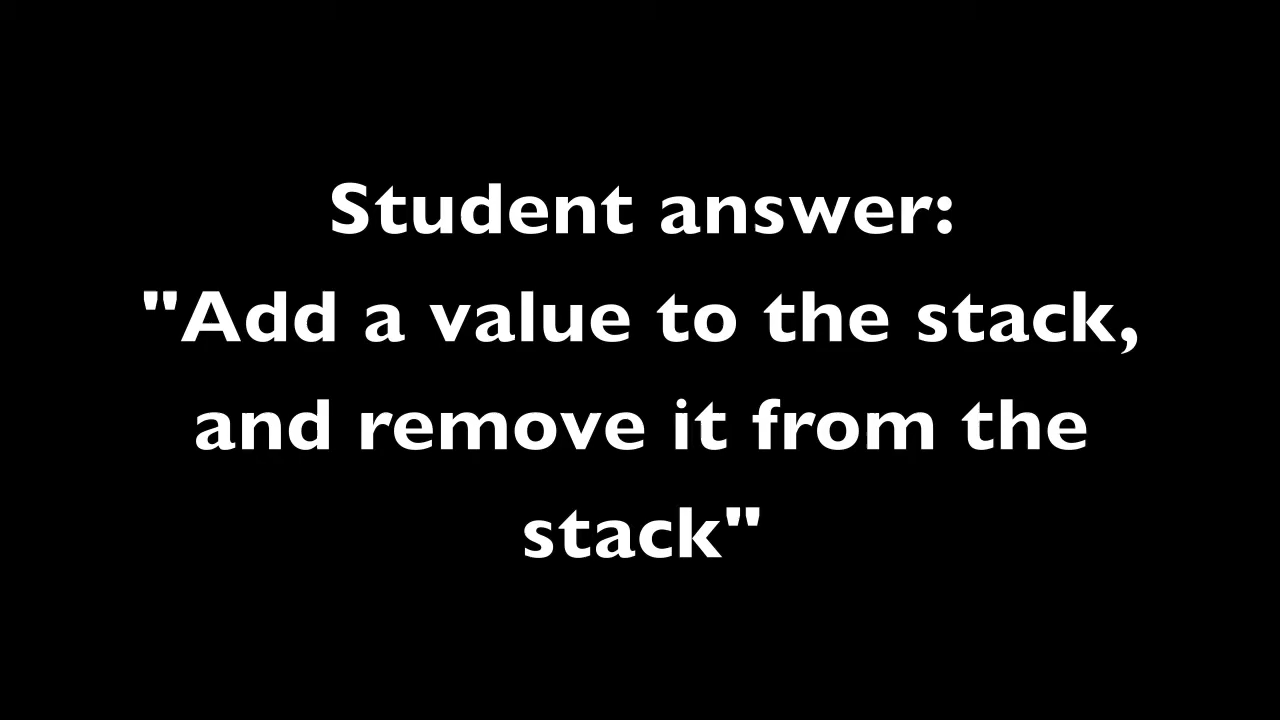 Student answer:
"Add a value to the stack,
and remove it from the
stack"